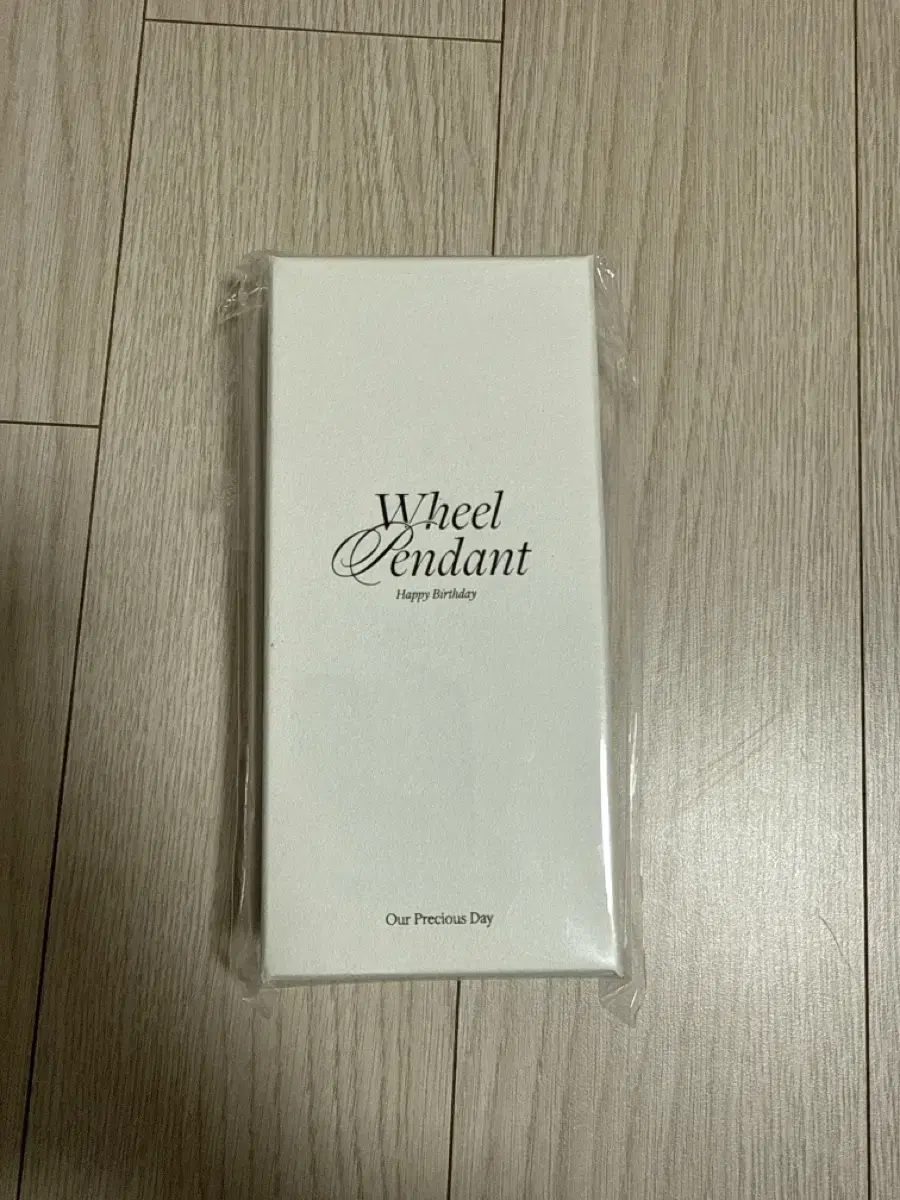 Wheel
Pendant
Happy Birthday
Our Precious Day